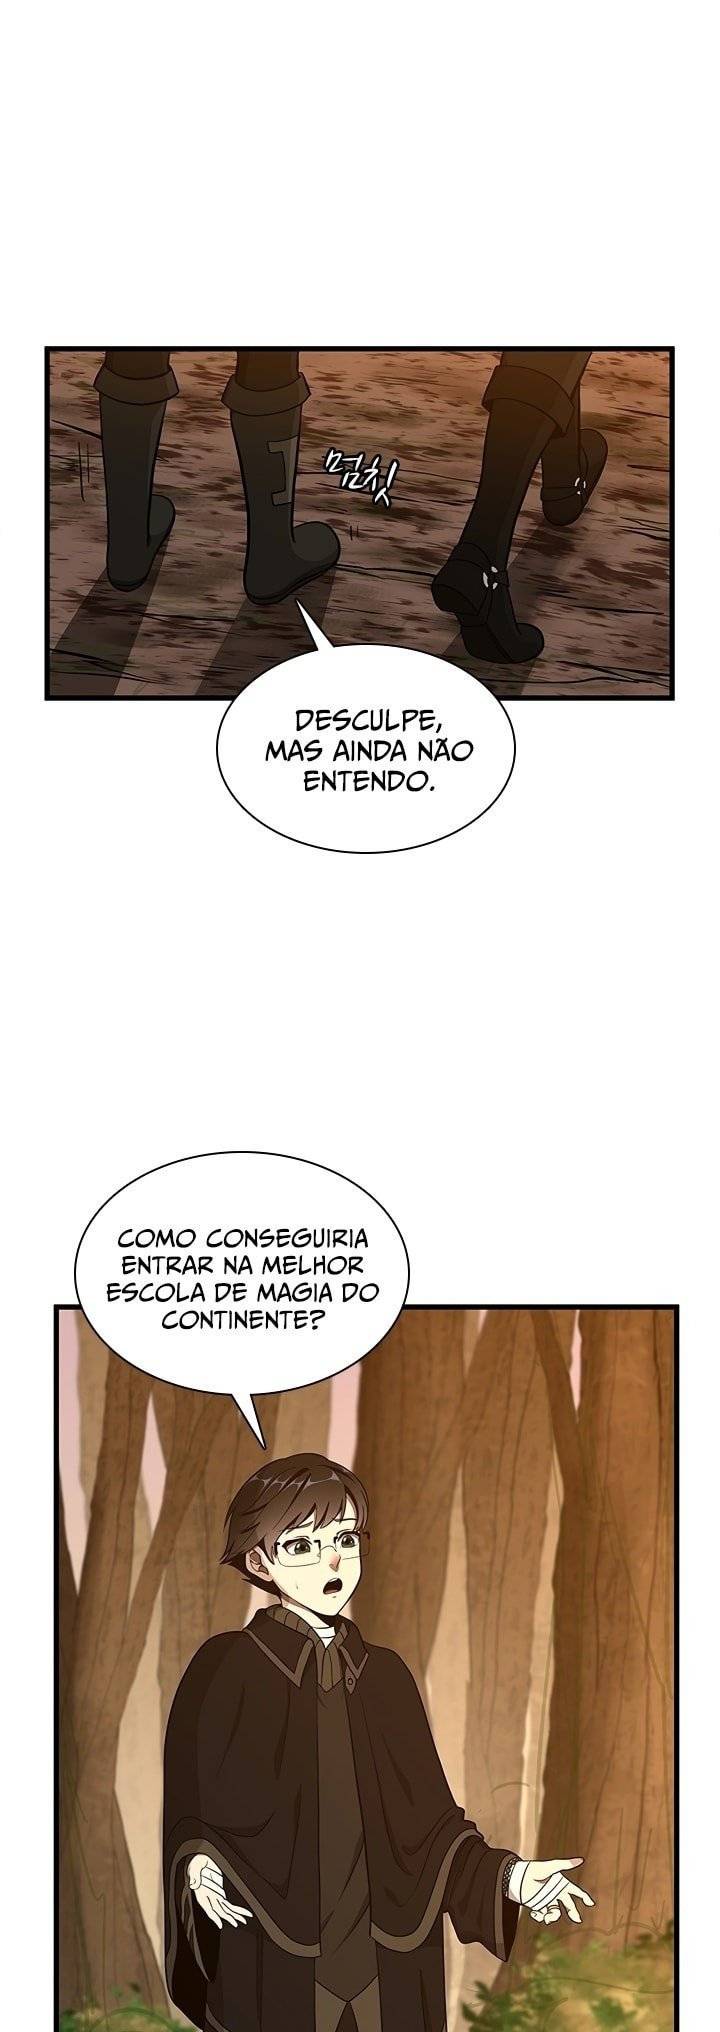 멈칫
DESCULPE,
MAS AINDA NÃO
ENTENDO.
COMO CONSEGUIRIA
ENTRAR NA MELHOR
ESCOLA DE MAGIA DO
CONTINENTE?